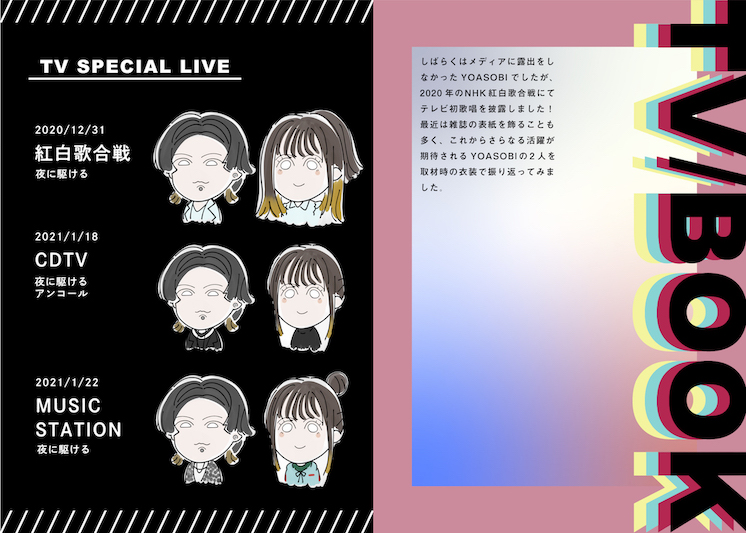 TV SPECIAL LIVE
2020/12/31
紅白歌合戦
夜に駆ける
2021/1/18
CDTV
夜に駆ける
アンコール
2021/1/22
MUSIC
STATION
夜に駆ける
しばらくはメディアに露出をし
なかったYOASOBIでしたが、
2020年のNHK紅白歌合戦にて
テレビ初歌唱を披露しました！
最近は雑誌の表紙を飾ることも
多く、これからさらなる活躍が
期待されるYOASOBIの2人を
取材時の衣装で振り返ってみま
した.
TV/BOOK